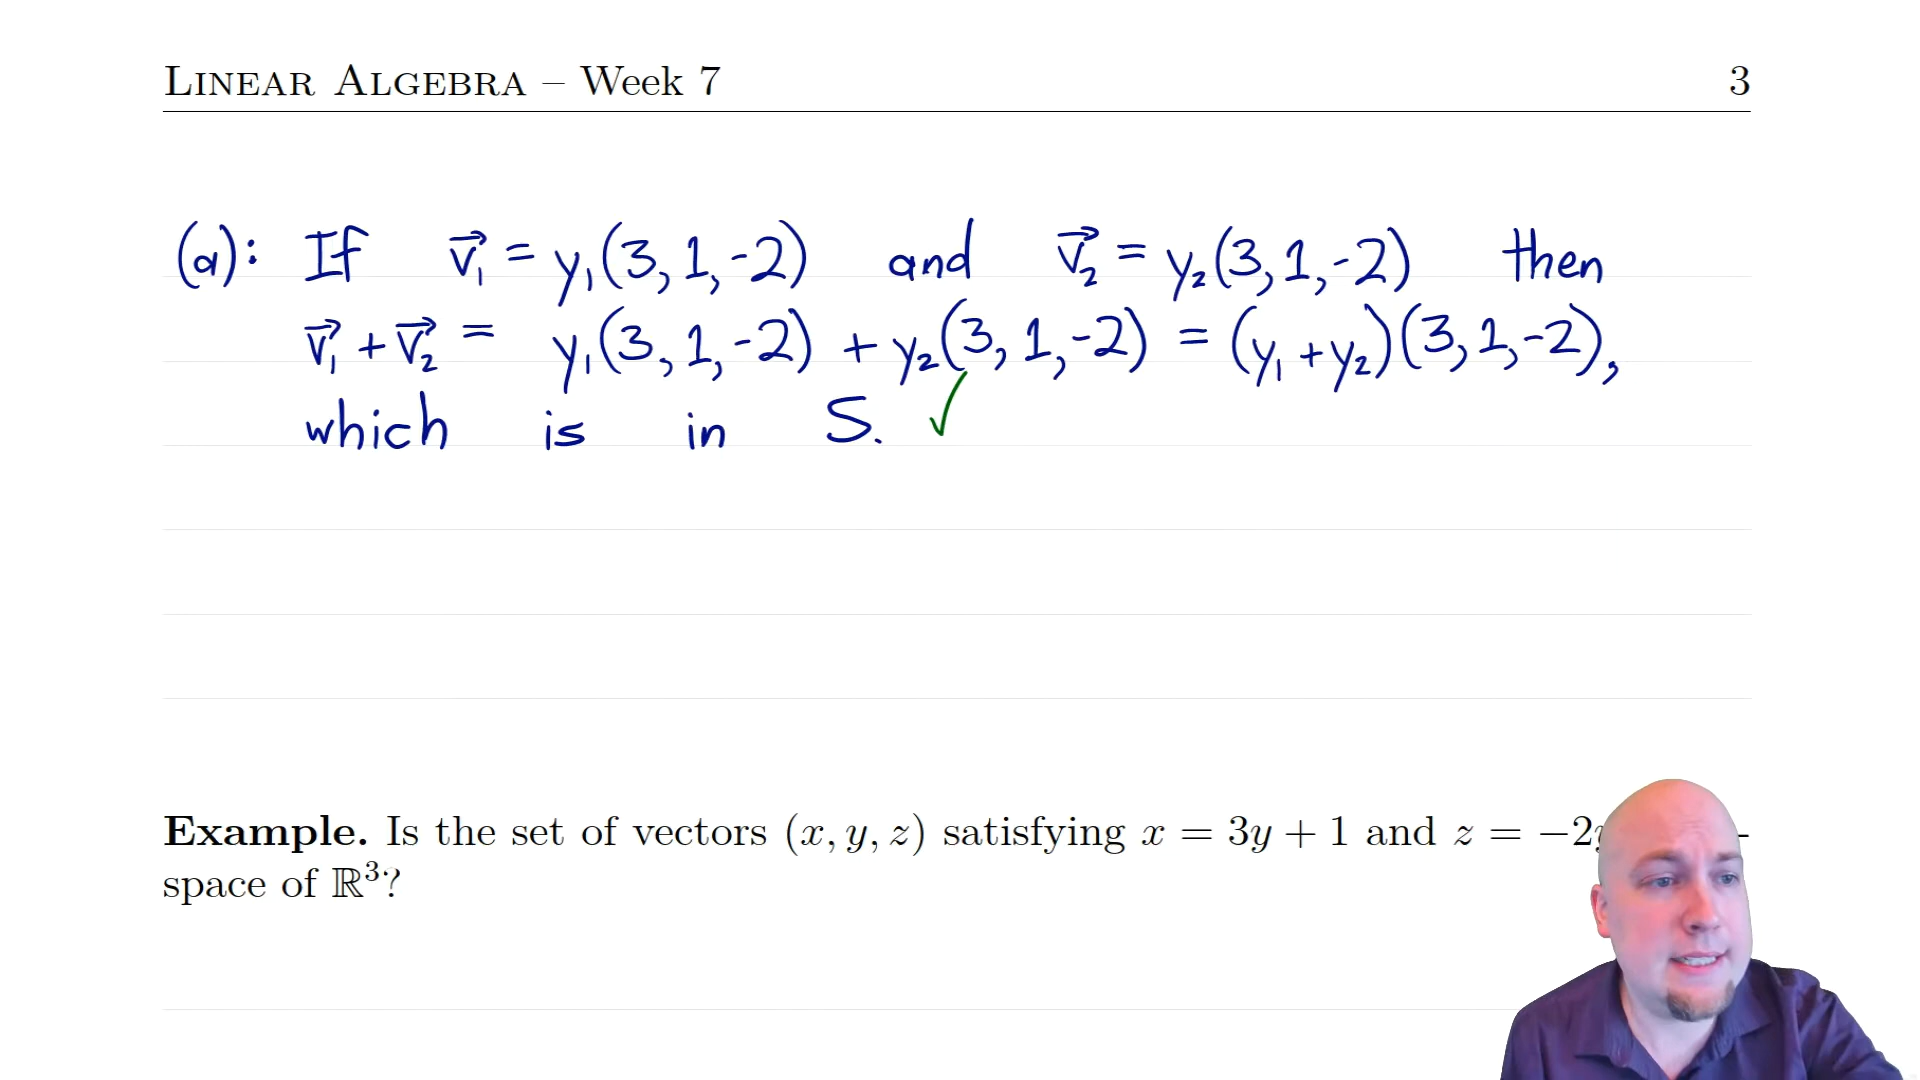 LINEAR ALGEBRA – Week 7 3
(a): If v⃗₁ = y₁(3, 1, -2) and v⃗₂ = y₂(3, 1, -2) then
v⃗₁ + v⃗₂ = y₁(3, 1, -2) + y₂(3, 1, -2) = (y₁ + y₂)(3, 1, -2),
which is in S. ✓
Example. Is the set of vectors (x, y, z) satisfying x = 3y + 1 and z = −2
space of ℝ³?